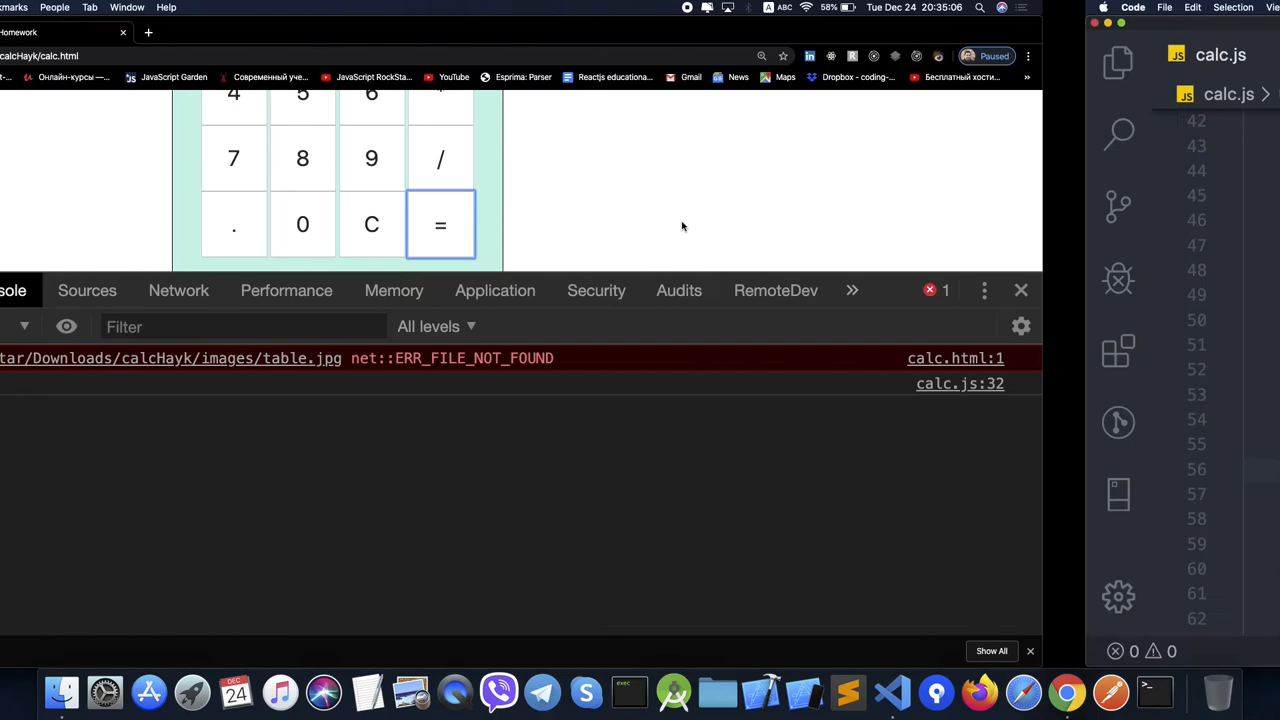 okmarks People Tab Window Help A ABC 58% Tue Dec 24 20:35:06
Code File Edit Selection
Homework
calcHayk/calc.html
Paused
Онлайн-курсы—... JavaScript Garden Современный уче... JavaScript RockSta... YouTube Esprima: Parser Reactjs educationa... Gmail News Maps Dropbox - coding-... Бесплатный хости...
calc.js
calc.js
4 5 6 *
7 8 9 /
. 0 C =
Sources Network Performance Memory Application Security Audits RemoteDev 1
Filter All levels
tar/Downloads/calcHayk/images/table.jpg net::ERR_FILE_NOT_FOUND calc.html:1
calc.js:32
42
43
44
45
46
47
48
49
50
51
52
53
54
55
56
57
58
59
60
61
62
Show All
0 0
DEC
24
exec